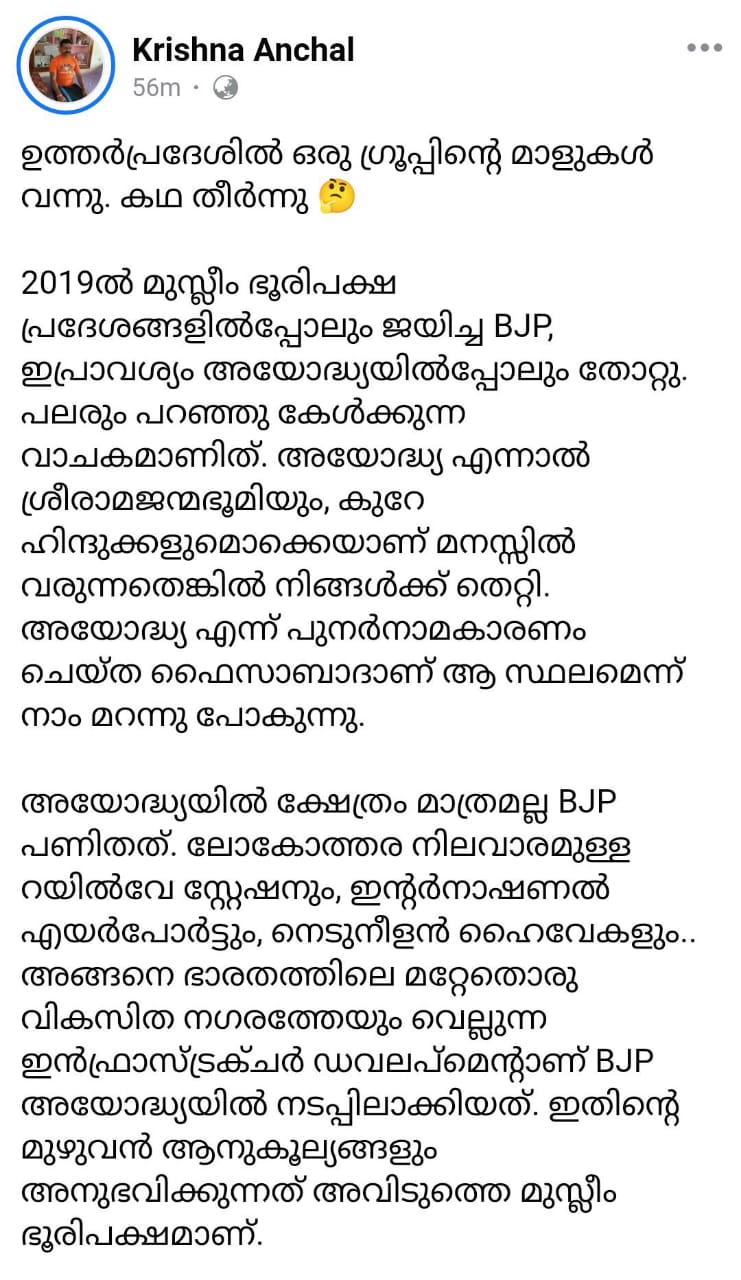 Krishna Anchal
56m ·
ഉത്തർപ്രദേശിൽ ഒരു ഗ്രൂപ്പിന്റെ മാളുകൾ
വന്നു. കഥ തീർന്നു 🤔
2019ൽ മുസ്ലീം ഭൂരിപക്ഷ
പ്രദേശങ്ങളിൽപ്പോലും ജയിച്ച BJP,
ഇപ്രാവശ്യം അയോദ്ധ്യയിൽപ്പോലും തോറ്റു.
പലരും പറഞ്ഞു കേൾക്കുന്ന
വാചകമാണിത്. അയോദ്ധ്യ എന്നാൽ
ശ്രീരാമജന്മഭൂമിയും, കുറേ
ഹിന്ദുക്കളുമൊക്കെയാണ് മനസ്സിൽ
വരുന്നതെങ്കിൽ നിങ്ങൾക്ക് തെറ്റി.
അയോദ്ധ്യ എന്ന് പുനർനാമകാരണം
ചെയ്ത ഫൈസാബാദാണ് ആ സ്ഥലമെന്ന്
നാം മറന്നു പോകുന്നു.
അയോദ്ധ്യയിൽ ക്ഷേത്രം മാത്രമല്ല BJP
പണിതത്. ലോകോത്തര നിലവാരമുള്ള
റയിൽവേ സ്റ്റേഷനും, ഇന്റർനാഷണൽ
എയർപോർട്ടും, നെടുനീളൻ ഹൈവേകളും..
അങ്ങനെ ഭാരതത്തിലെ മറ്റേതൊരു
വികസിത നഗരത്തേയും വെല്ലുന്ന
ഇൻഫ്രാസ്ട്രക്ചർ ഡവലപ്മെന്റാണ് BJP
അയോദ്ധ്യയിൽ നടപ്പിലാക്കിയത്. ഇതിന്റെ
മുഴുവൻ ആനുകൂല്യങ്ങളും
അനുഭവിക്കുന്നത് അവിടുത്തെ മുസ്ലീം
ഭൂരിപക്ഷമാണ്.